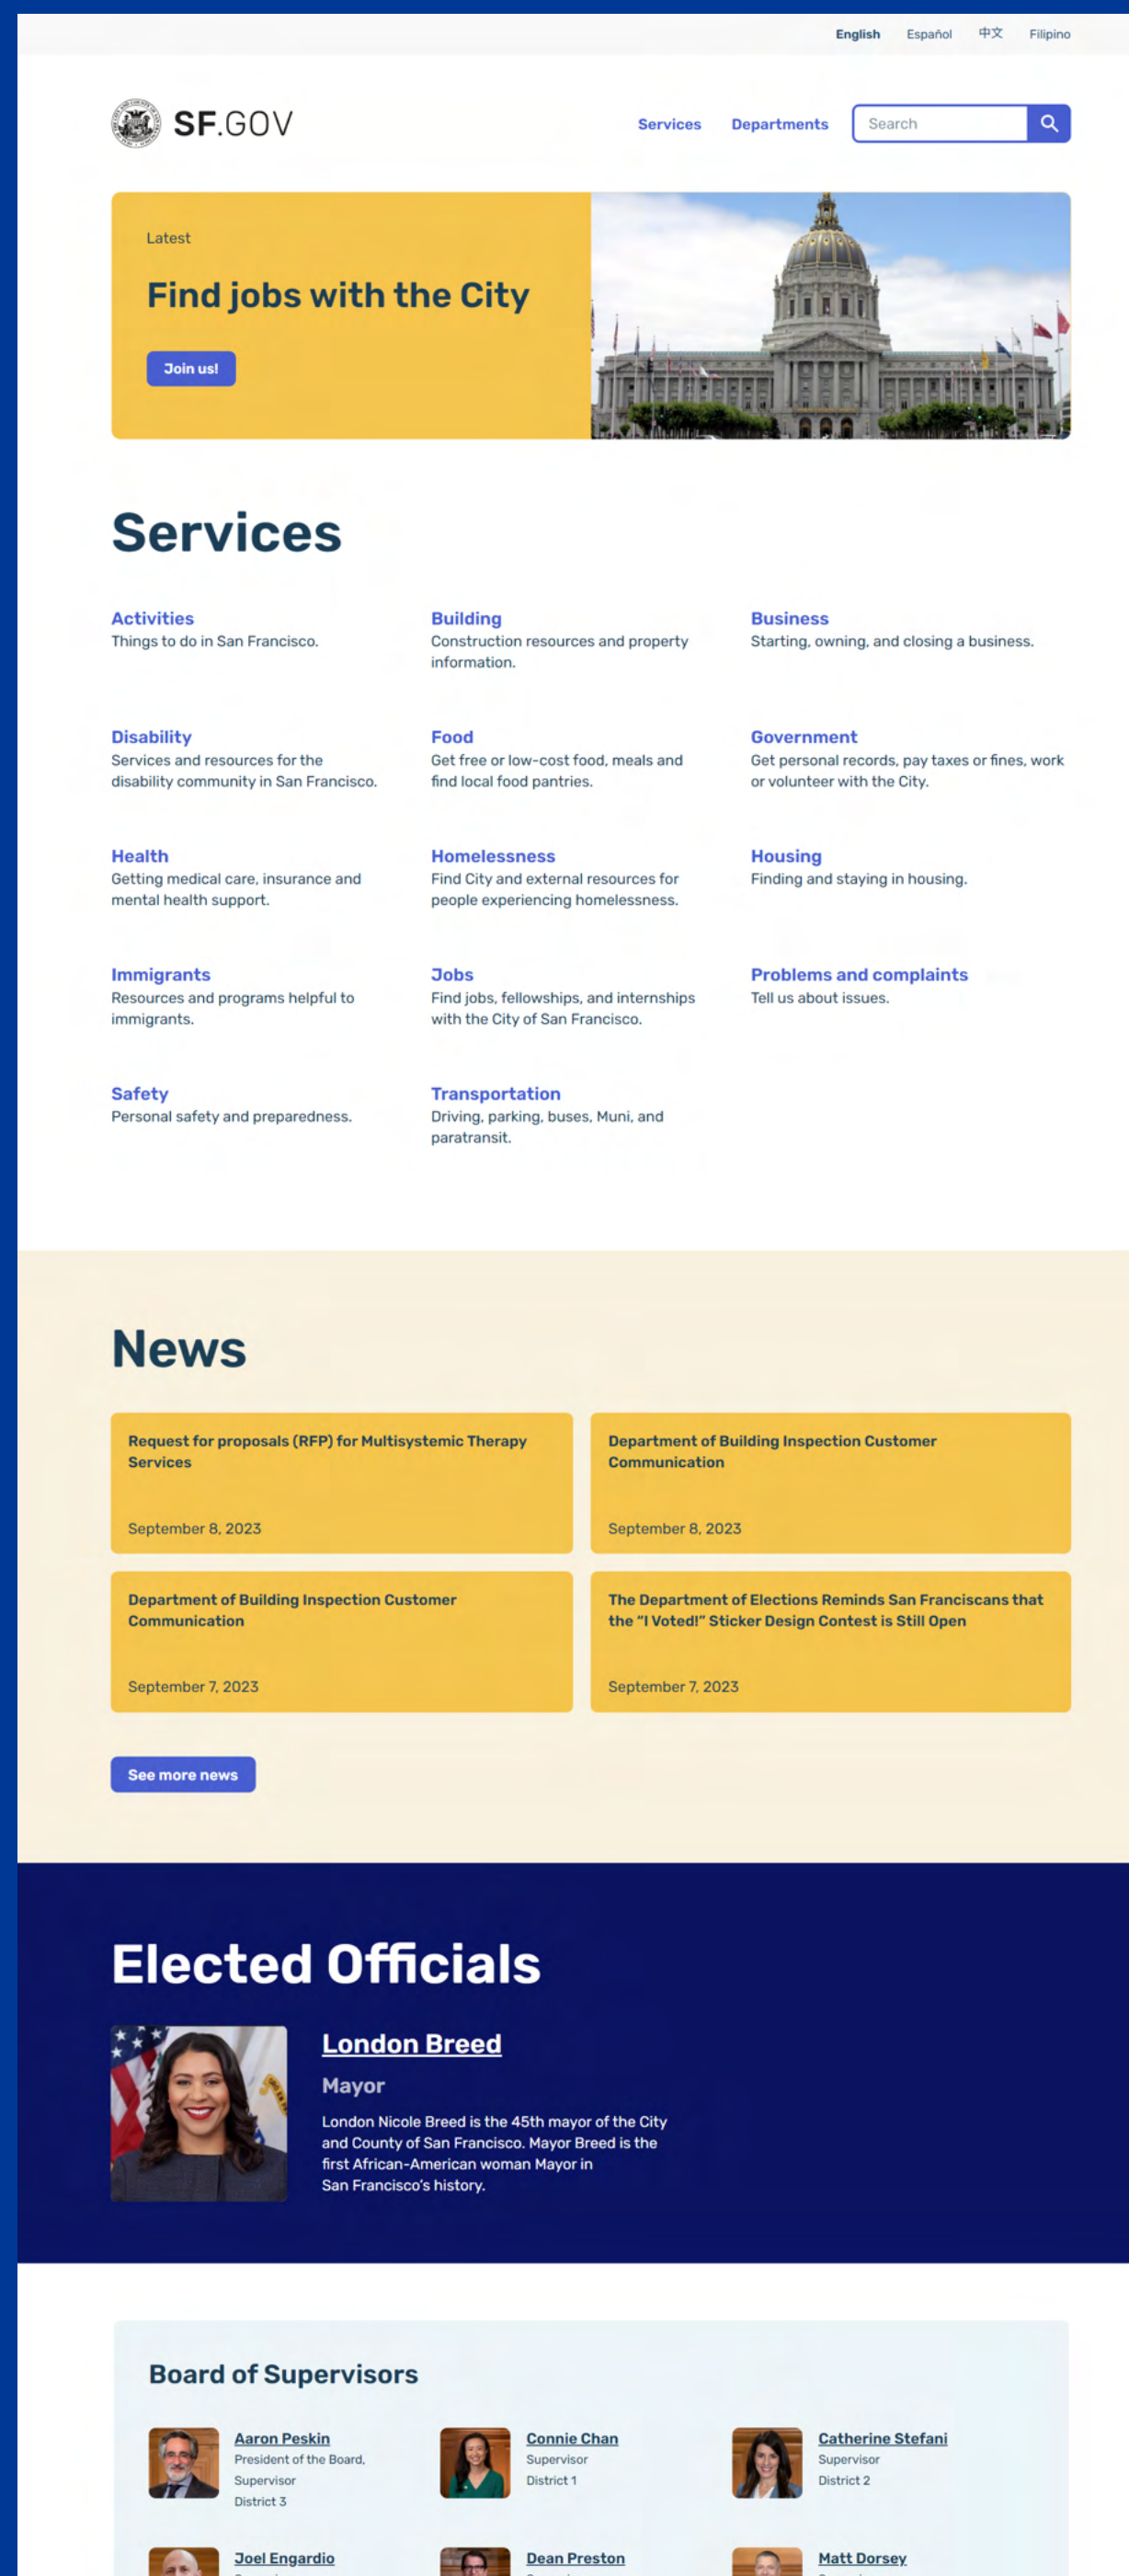 English Español 中文 Filipino
SF.GOV
Services Departments Search
Latest
Find jobs with the City
Join us!
Services
Activities
Things to do in San Francisco.
Building
Construction resources and property
information.
Business
Starting, owning, and closing a business.
Disability
Services and resources for the
disability community in San Francisco.
Food
Get free or low-cost food, meals and
find local food pantries.
Government
Get personal records, pay taxes or fines, work
or volunteer with the City.
Health
Getting medical care, insurance and
mental health support.
Homelessness
Find City and external resources for
people experiencing homelessness.
Housing
Finding and staying in housing.
Immigrants
Resources and programs helpful to
immigrants.
Jobs
Find jobs, fellowships, and internships
with the City of San Francisco.
Problems and complaints
Tell us about issues.
Safety
Personal safety and preparedness.
Transportation
Driving, parking, buses, Muni, and
paratransit.
News
Request for proposals (RFP) for Multisystemic Therapy
Services
September 8, 2023
Department of Building Inspection Customer
Communication
September 8, 2023
Department of Building Inspection Customer
Communication
September 7, 2023
The Department of Elections Reminds San Franciscans that
the “I Voted!” Sticker Design Contest is Still Open
September 7, 2023
See more news
Elected Officials
London Breed
Mayor
London Nicole Breed is the 45th mayor of the City
and County of San Francisco. Mayor Breed is the
first African-American woman Mayor in
San Francisco’s history.
Board of Supervisors
Aaron Peskin
President of the Board,
Supervisor
District 3
Connie Chan
Supervisor
District 1
Catherine Stefani
Supervisor
District 2
Joel Engardio
Dean Preston
Matt Dorsey